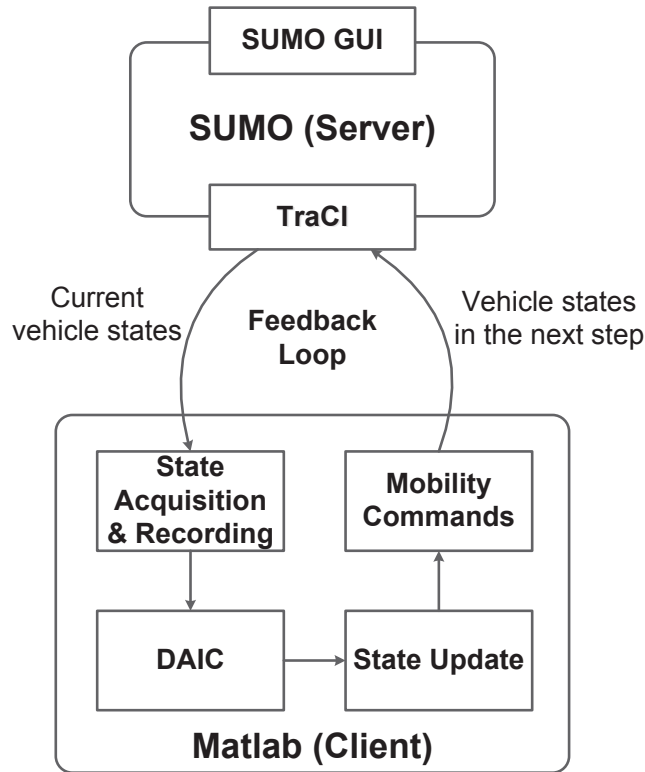 SUMO GUI
SUMO (Server)
TraCI
Current
vehicle states
Feedback
Loop
Vehicle states
in the next step
State
Acquisition
& Recording
Mobility
Commands
DAIC
State Update
Matlab (Client)